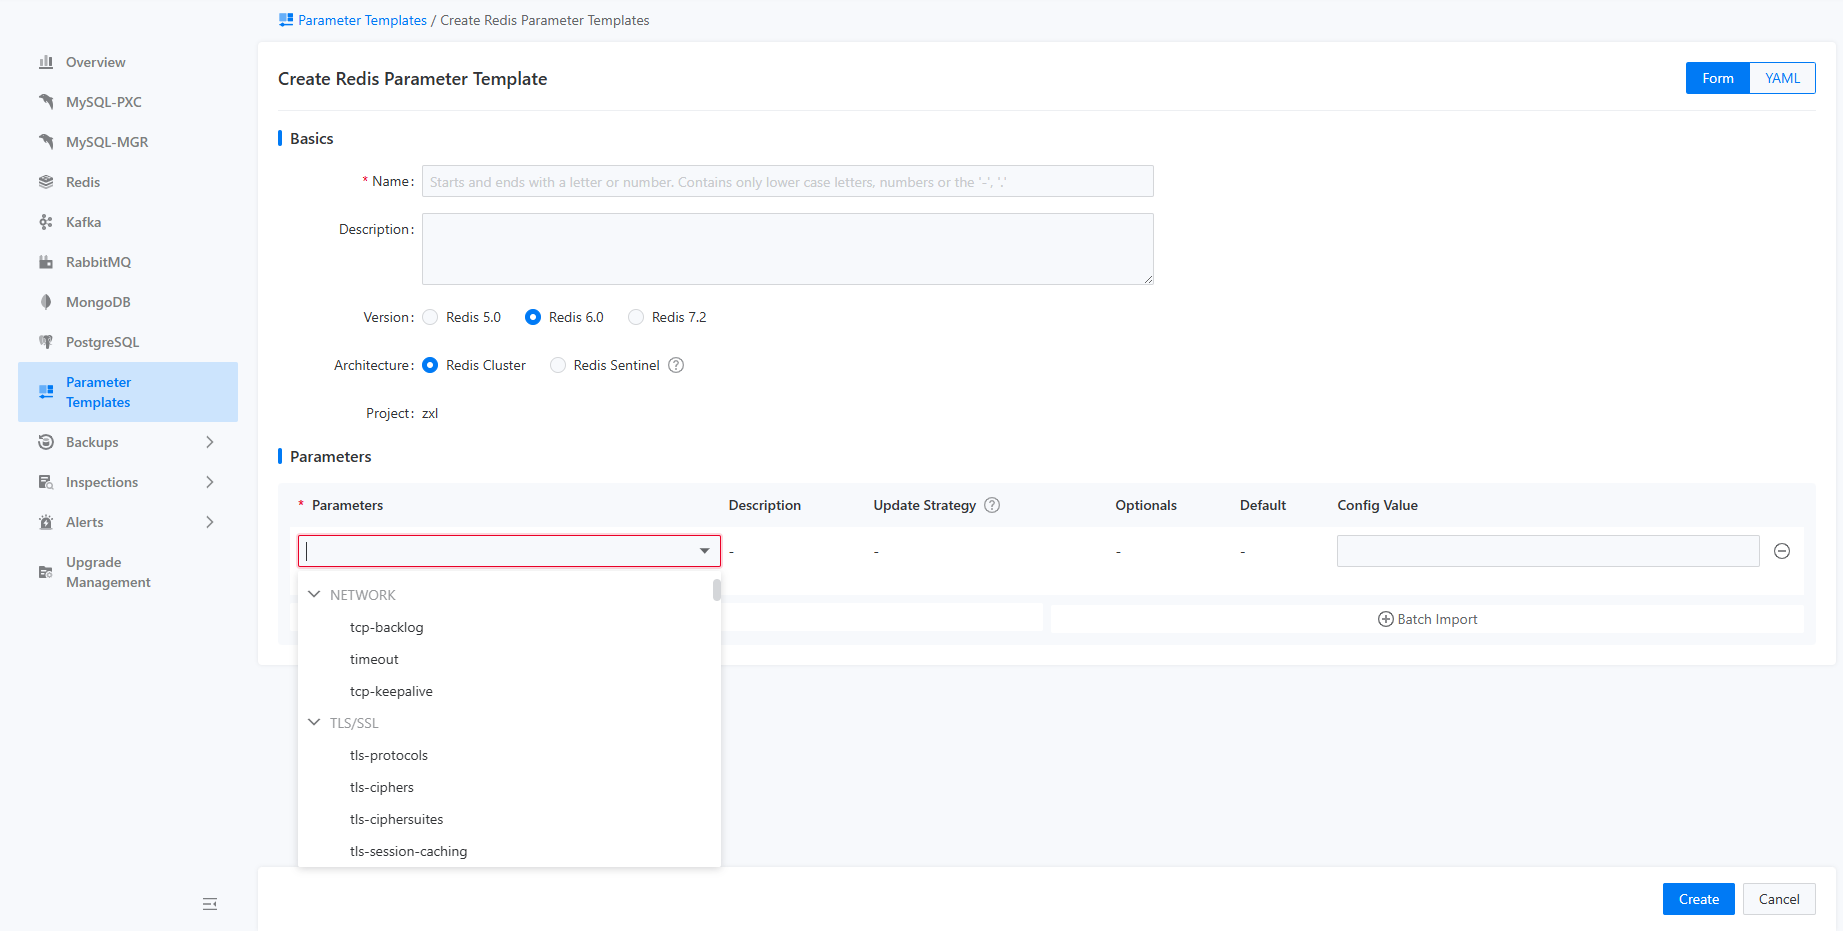 Parameter Templates / Create Redis Parameter Templates
Overview
MySQL-PXC
MySQL-MGR
Redis
Kafka
RabbitMQ
MongoDB
PostgreSQL
Parameter
Templates
Backups
Inspections
Alerts
Upgrade
Management
Create Redis Parameter Template
Form
YAML
Basics
* Name:
Starts and ends with a letter or number. Contains only lower case letters, numbers or the '-', '.'
Description:
Version: Redis 5.0 Redis 6.0 Redis 7.2
Architecture: Redis Cluster Redis Sentinel ?
Project: zxl
Parameters
* Parameters Description Update Strategy ? Optionals Default Config Value
- - - -
NETWORK
tcp-backlog
timeout
tcp-keepalive
TLS/SSL
tls-protocols
tls-ciphers
tls-ciphersuites
tls-session-caching
Batch Import
Create
Cancel